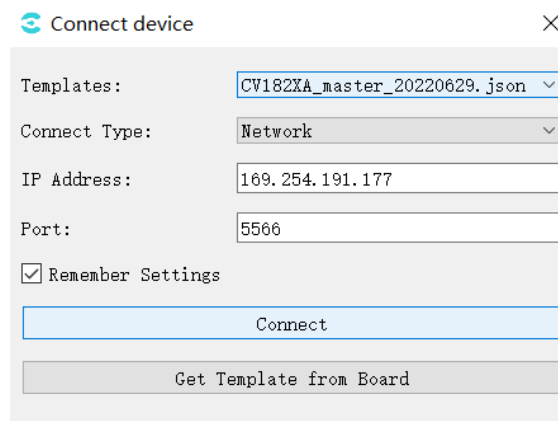 Connect device
Templates: CV182XA_master_20220629.json
Connect Type: Network
IP Address: 169.254.191.177
Port: 5566
Remember Settings
Connect
Get Template from Board